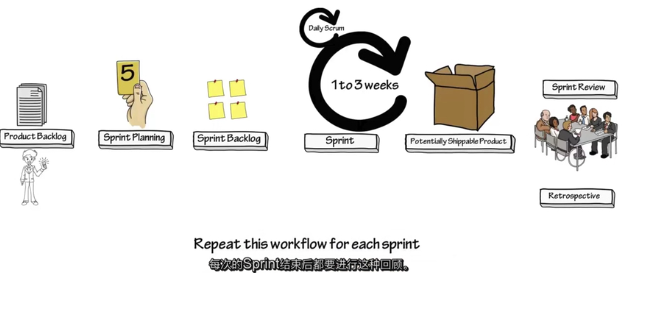 Daily Scrum
5
1 to 3 weeks
Sprint Review
Product Backlog
Sprint Planning
Sprint Backlog
Sprint
Potentially Shippable Product
Retrospective
Repeat this workflow for each sprint
每次的Sprint结束后都要进行这种回顾。